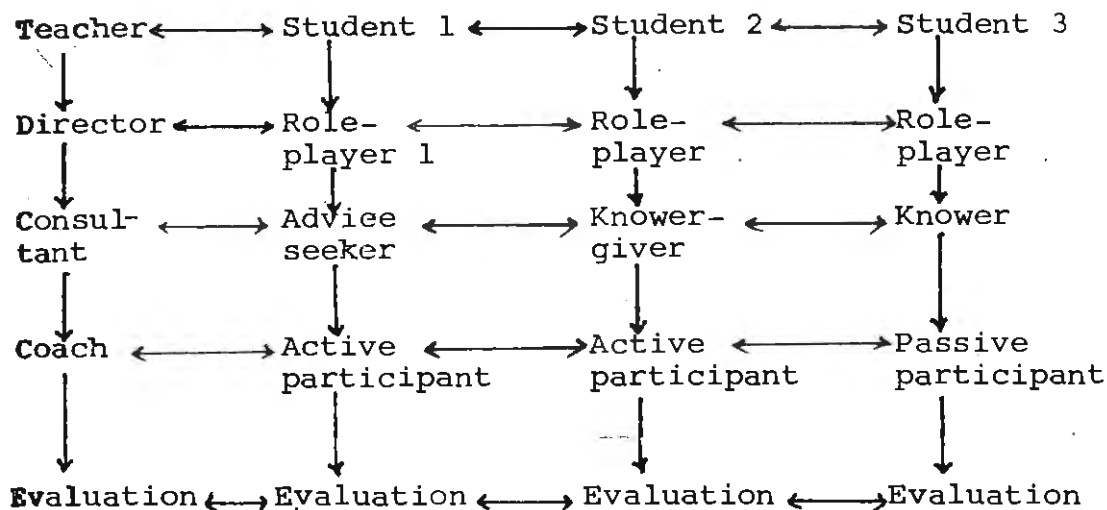 Teacher Student 1 Student 2 Student 3
Director Role- Role- Role-
player 1 player player
Consul- Advice Knower- Knower
tant seeker giver
Coach Active Active Passive
participant participant participant
Evaluation Evaluation Evaluation Evaluation